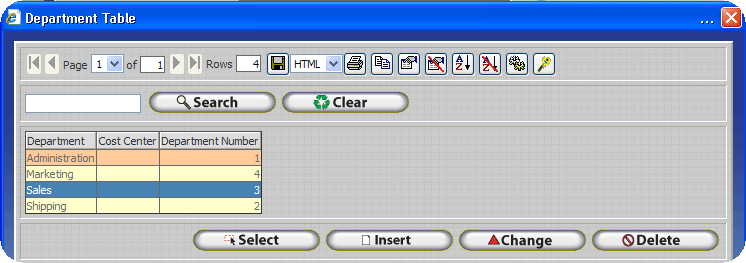 Department Table ...
Page 1 of 1 Rows 4 HTML A Z A Z
Search Clear
Department Cost Center Department Number
Administration 1
Marketing 4
Sales 3
Shipping 2
Select Insert Change Delete